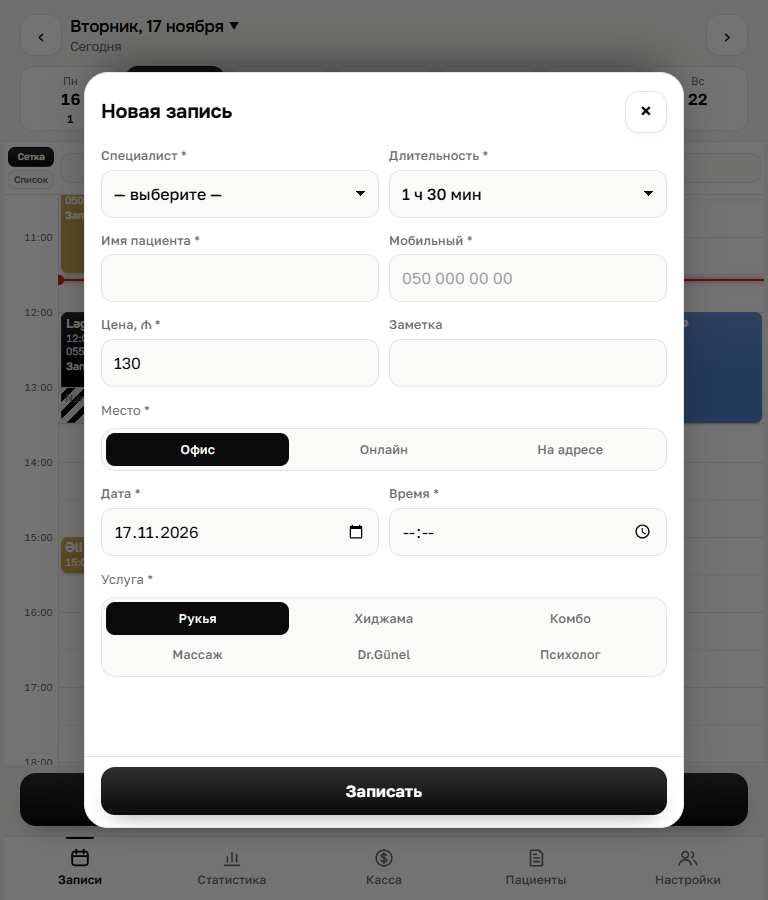 Вторник, 17 ноября
Сегодня
Пн
16
1
Вс
22
Новая запись
Сетка
Список
Специалист *
Длительность *
— выберите —
1 ч 30 мин
Имя пациента *
Мобильный *
050 000 00 00
Цена, ₼ *
Заметка
130
Место *
Офис
Онлайн
На адресе
Дата *
Время *
17.11.2026
--:--
Услуга *
Рукья
Хиджама
Комбо
Массаж
Dr.Günel
Психолог
Записать
11:00
12:00
13:00
14:00
15:00
16:00
17:00
18:00
Записи
Статистика
Касса
Пациенты
Настройки